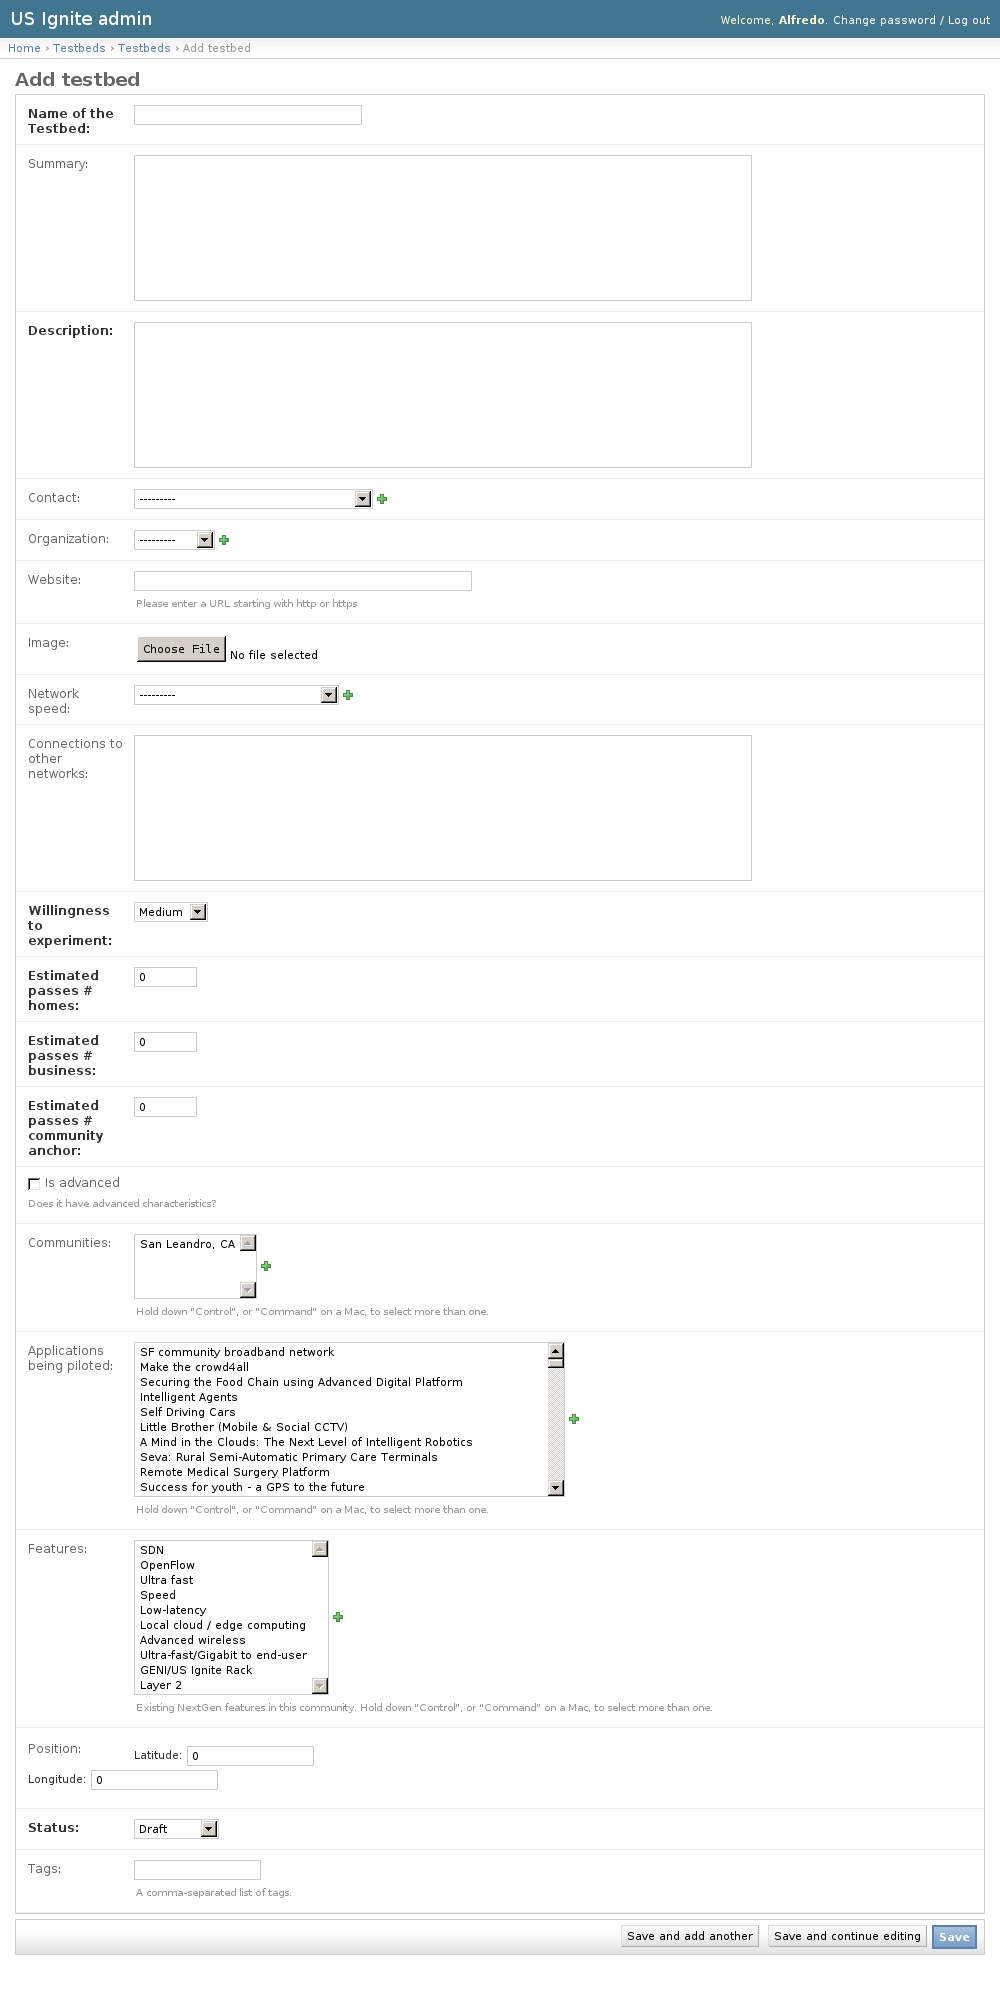 US Ignite admin
Welcome, Alfredo. Change password / Log out
Home › Testbeds › Testbeds › Add testbed
Add testbed
Name of the
Testbed:
Summary:
Description:
Contact:
---------
Organization:
---------
Website:
Please enter a URL starting with http or https
Image:
Choose File No file selected
Network
speed:
---------
Connections to
other
networks:
Willingness
to
experiment:
Medium
Estimated
passes #
homes:
0
Estimated
passes #
business:
0
Estimated
passes #
community
anchor:
0
Is advanced
Does it have advanced characteristics?
Communities:
San Leandro, CA
Hold down "Control", or "Command" on a Mac, to select more than one.
Applications
being piloted:
SF community broadband network
Make the crowd4all
Securing the Food Chain using Advanced Digital Platform
Intelligent Agents
Self Driving Cars
Little Brother (Mobile & Social CCTV)
A Mind in the Clouds: The Next Level of Intelligent Robotics
Seva: Rural Semi-Automatic Primary Care Terminals
Remote Medical Surgery Platform
Success for youth - a GPS to the future
Hold down "Control", or "Command" on a Mac, to select more than one.
Features:
SDN
OpenFlow
Ultra fast
Speed
Low-latency
Local cloud / edge computing
Advanced wireless
Ultra-fast/Gigabit to end-user
GENI/US Ignite Rack
Layer 2
Existing NextGen features in this community. Hold down "Control", or "Command" on a Mac, to select more than one.
Position:
Latitude: 0
Longitude: 0
Status:
Draft
Tags:
A comma-separated list of tags.
Save and add another
Save and continue editing
Save